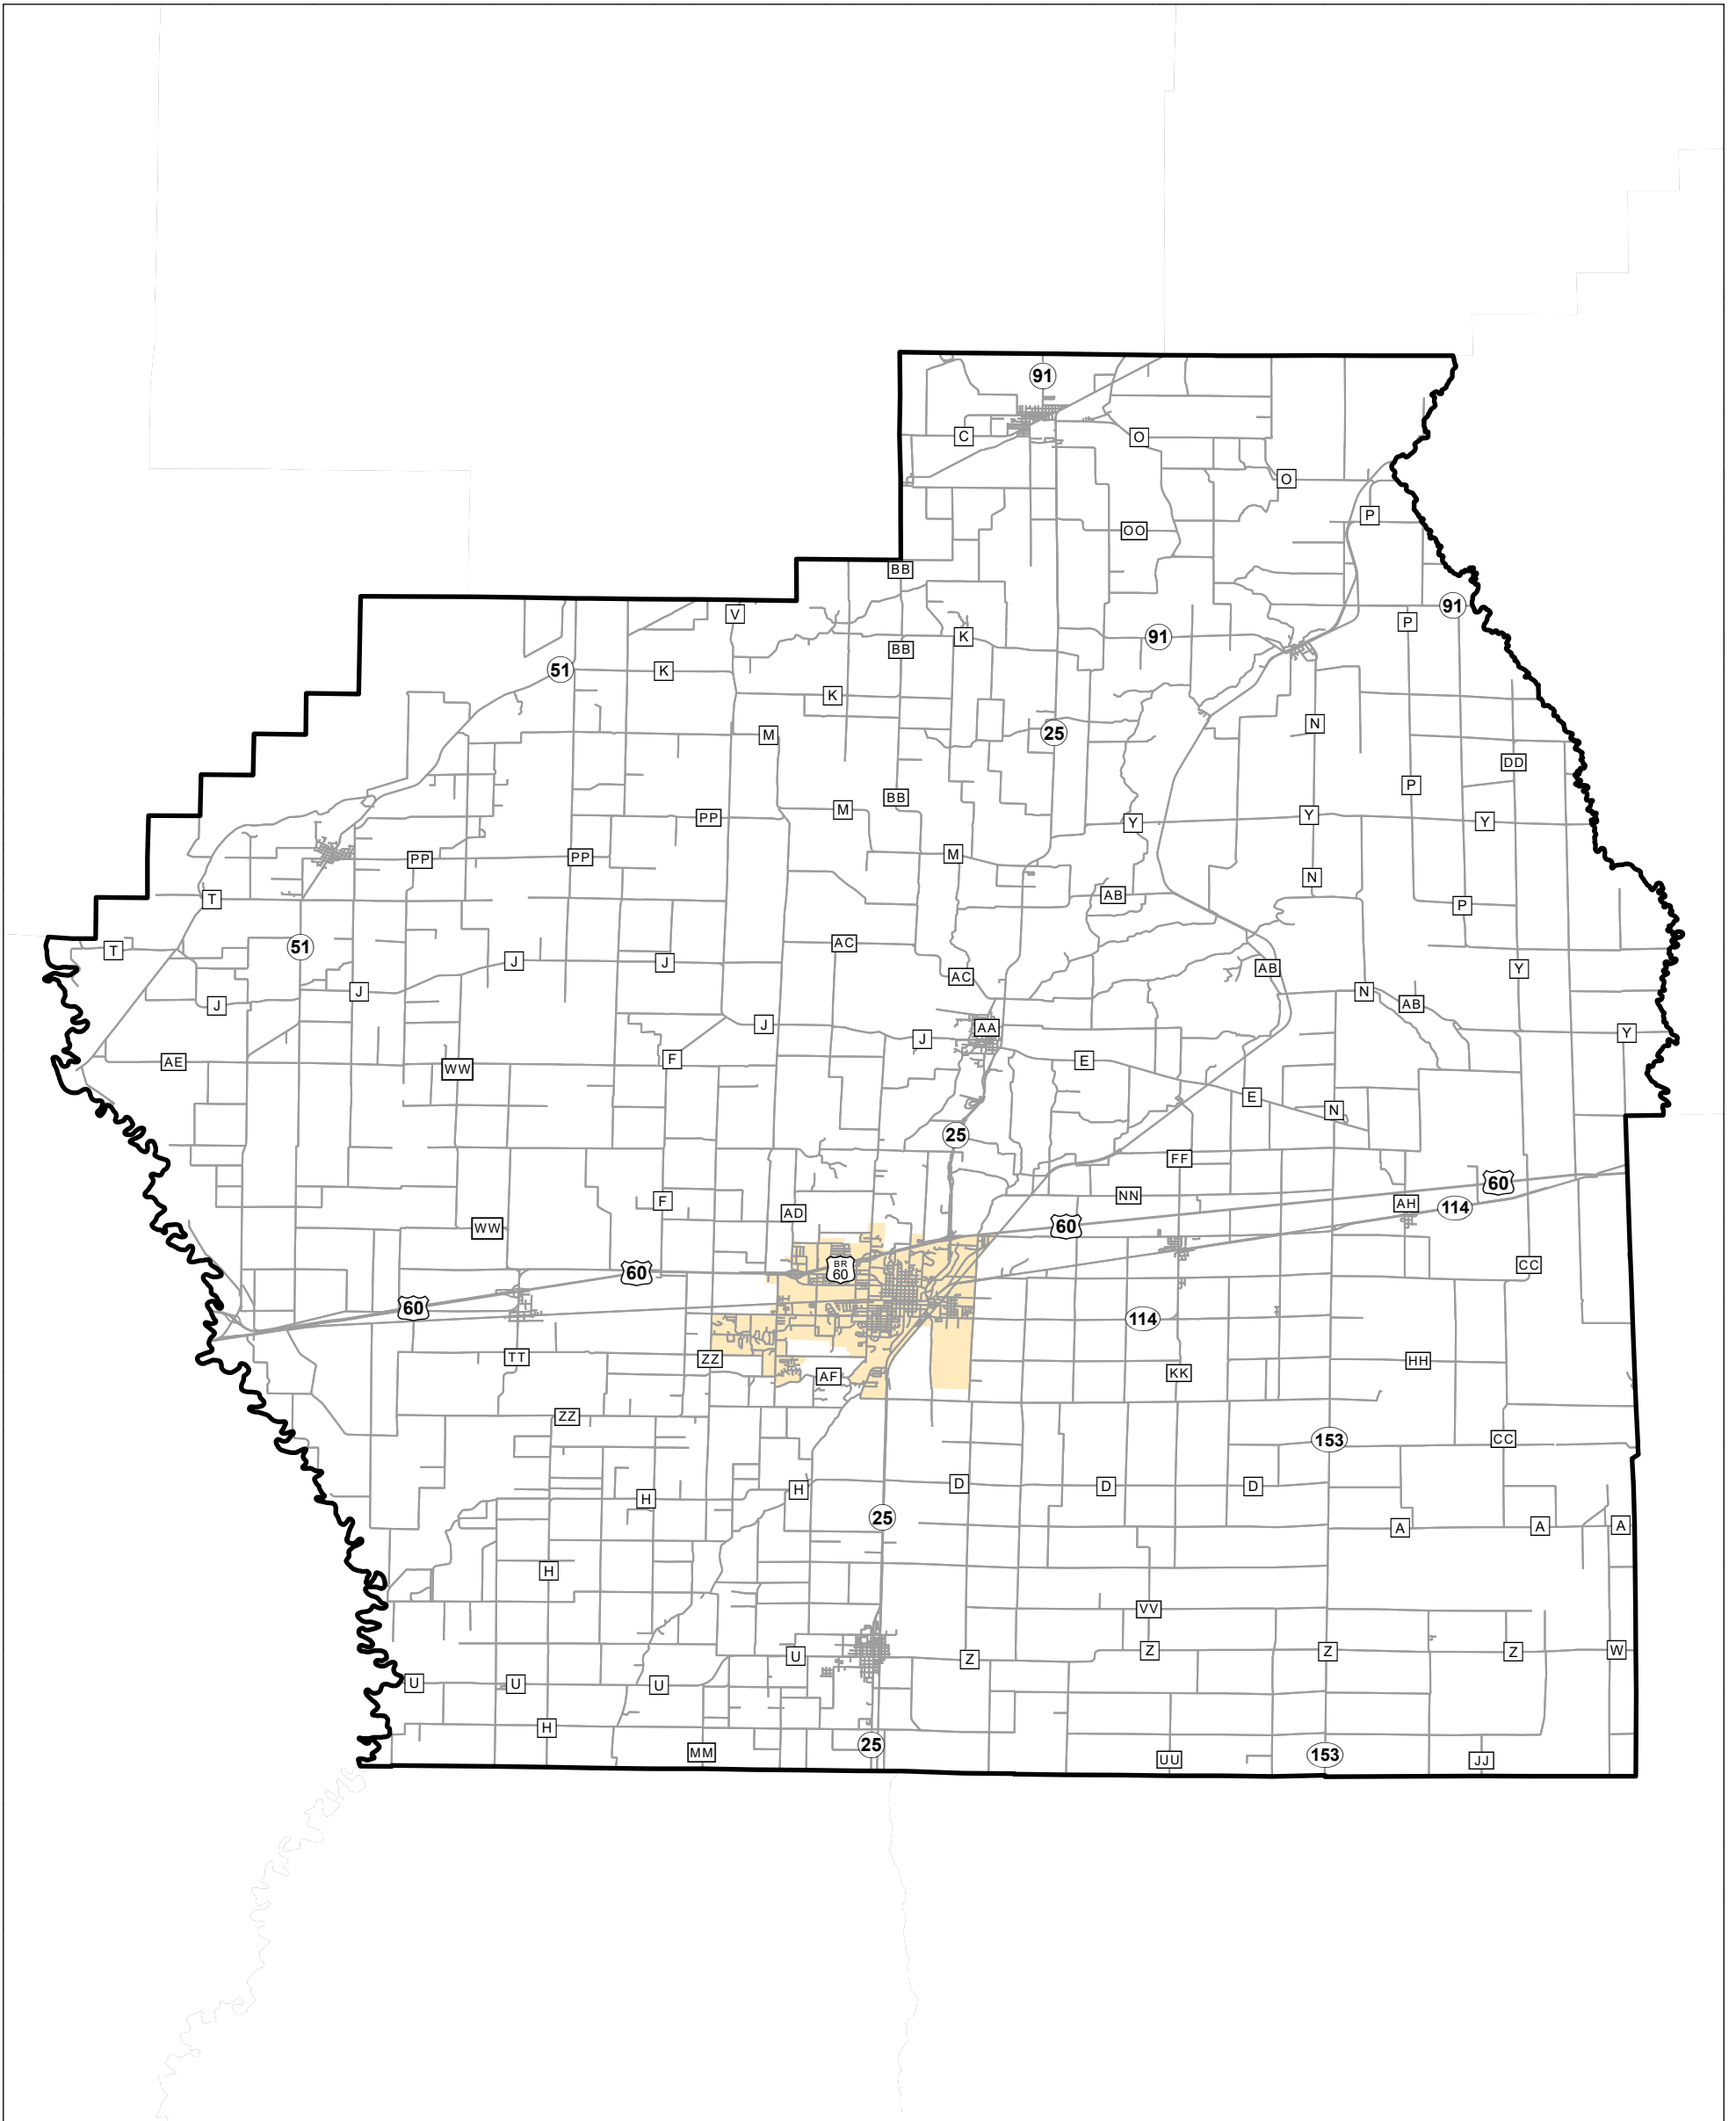 91
C
O
O
P
OO
BB
V
91
P
K
91
BB
51
K
K
N
25
M
DD
P
BB
M
PP
Y
Y
Y
M
PP
PP
N
AB
T
P
AC
51
T
J
J
AB
Y
AC
J
N
AB
J
J
AA
Y
J
F
E
AE
WW
E
N
25
FF
60
NN
F
AH
114
AD
60
WW
CC
BR
60
60
60
114
TT
ZZ
HH
KK
AF
ZZ
153
CC
D
D
D
H
H
25
A
A
A
H
VV
Z
Z
Z
W
U
Z
U
U
U
H
25
MM
153
UU
JJ